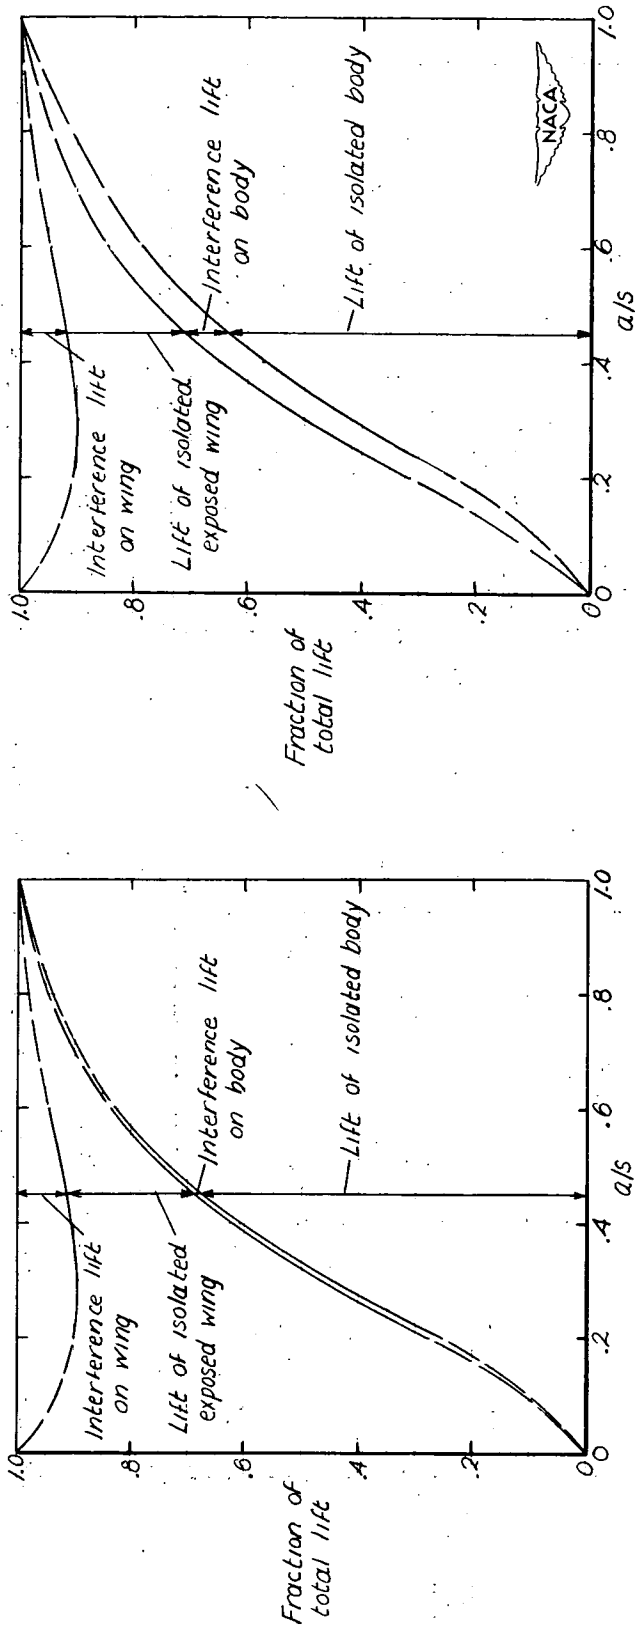 Fraction of
total lift
1.0
.8
.6
.4
.2
0
Interference lift
on wing
Lift of isolated
exposed wing
Interference lift
on body
Lift of isolated body
0
.2
.4
.6
.8
1.0
a/s
Fraction of
total lift
1.0
.8
.6
.4
.2
0
Interference lift
on wing
Lift of isolated
exposed wing
Interference lift
on body
Lift of isolated body
NACA
0
.2
.4
.6
.8
1.0
a/s